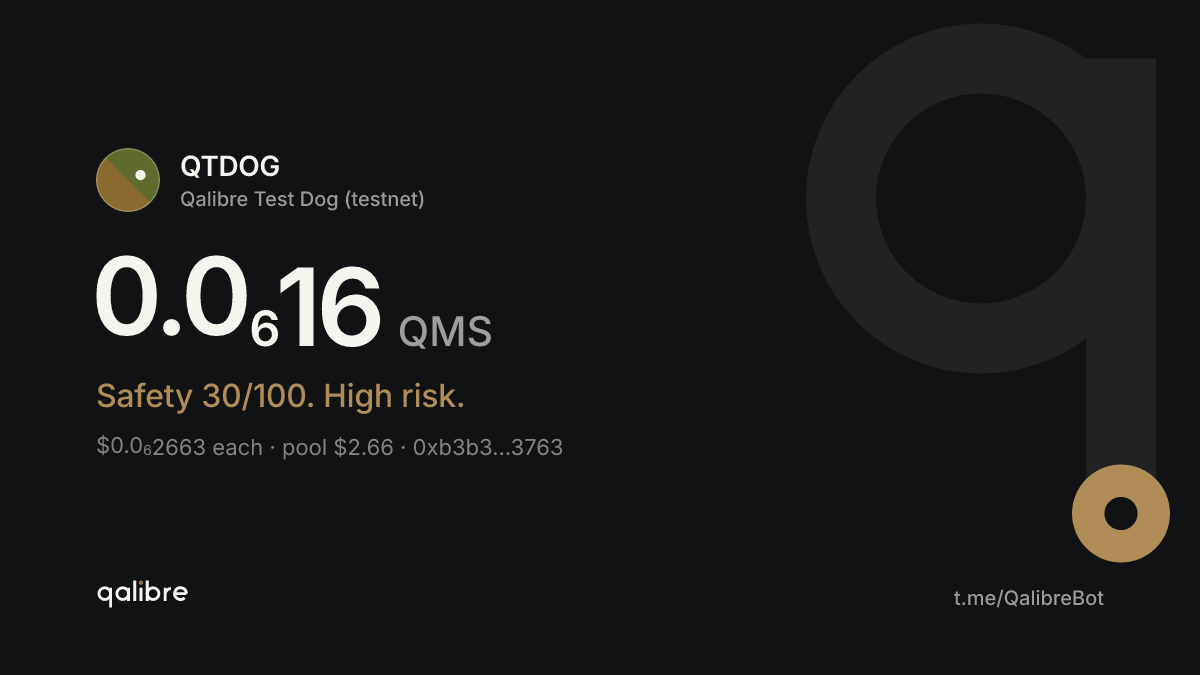 QTDOG
Qalibre Test Dog (testnet)
0.0₆16 QMS
Safety 30/100. High risk.
$0.0₆2663 each · pool $2.66 · 0xb3b3...3763
qalibre
t.me/QalibreBot